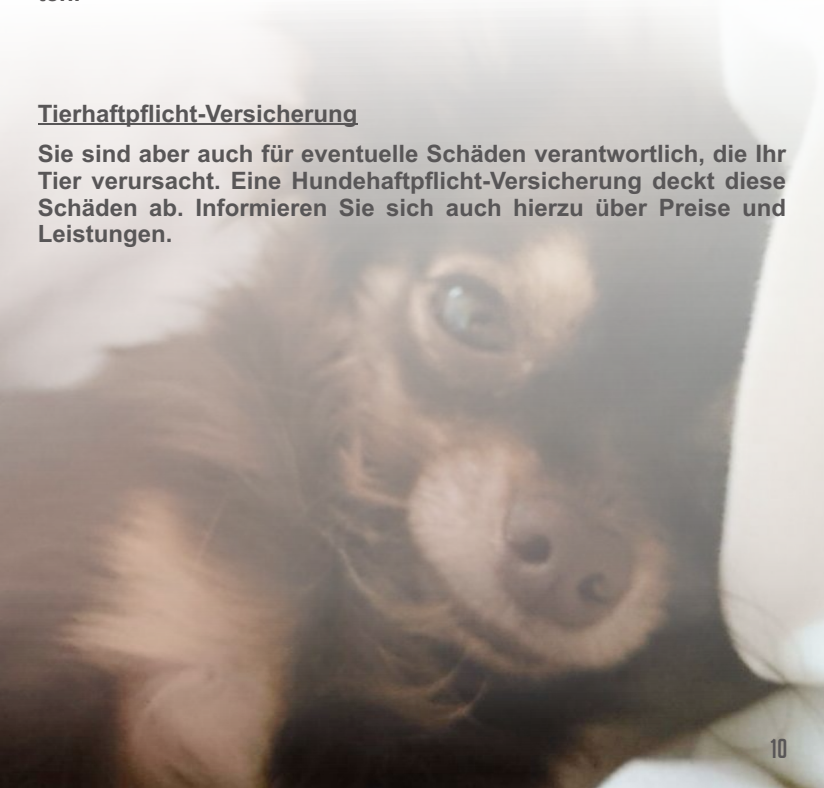 Tierhaftpflicht-Versicherung
Sie sind aber auch für eventuelle Schäden verantwortlich, die Ihr
Tier verursacht. Eine Hundehaftpflicht-Versicherung deckt diese
Schäden ab. Informieren Sie sich auch hierzu über Preise und
Leistungen.
10